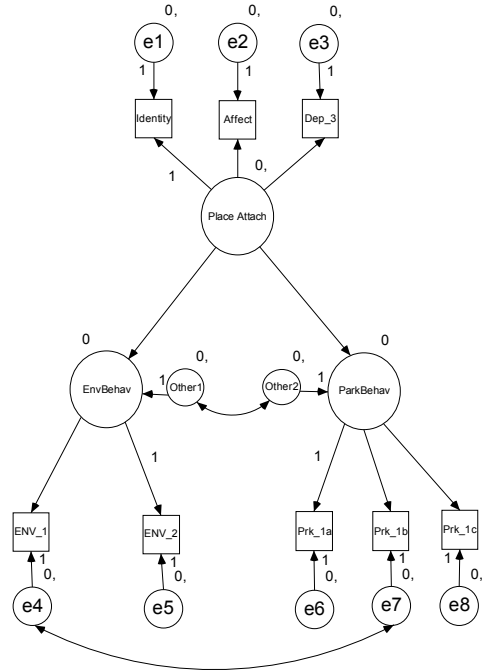 0, 0, 0,
e1 e2 e3
1 1 1
Identity Affect Dep_3
1 0,
Place Attach
0 0
0, 0,
EnvBehav 1 Other1 Other2 1 ParkBehav
1 1
ENV_1 ENV_2 Prk_1a Prk_1b Prk_1c
1 1 1 1 1
0, 0, 0, 0, 0,
e4 e5 e6 e7 e8